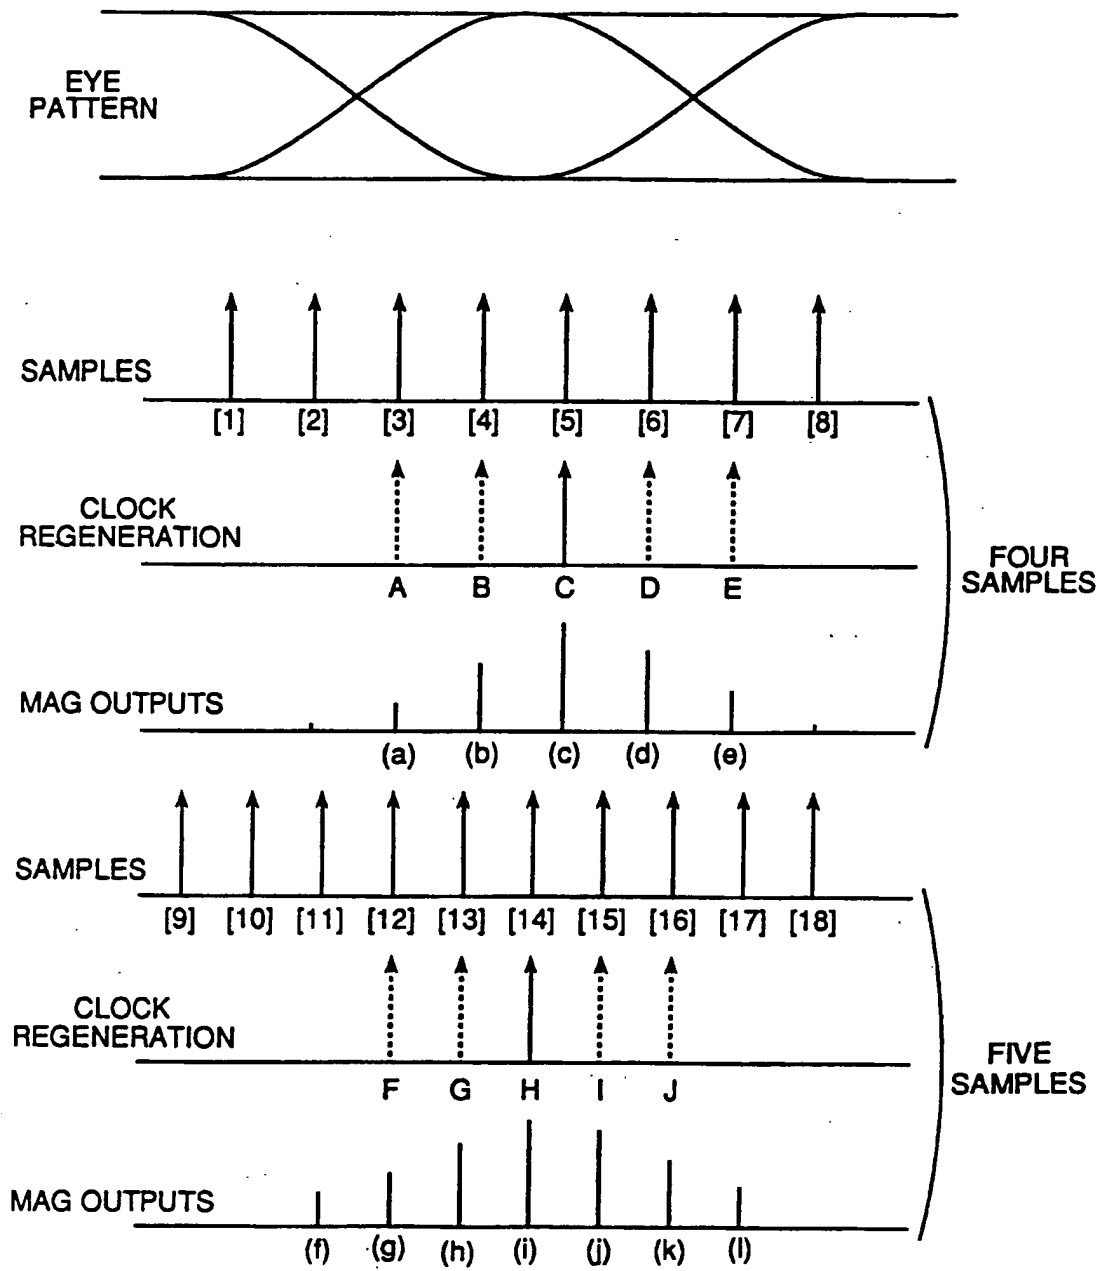 EYE
PATTERN
SAMPLES
[1] [2] [3] [4] [5] [6] [7] [8]
CLOCK
REGENERATION
A B C D E
FOUR
SAMPLES
MAG OUTPUTS
(a) (b) (c) (d) (e)
SAMPLES
[9] [10] [11] [12] [13] [14] [15] [16] [17] [18]
CLOCK
REGENERATION
F G H I J
FIVE
SAMPLES
MAG OUTPUTS
(f) (g) (h) (i) (j) (k) (l)